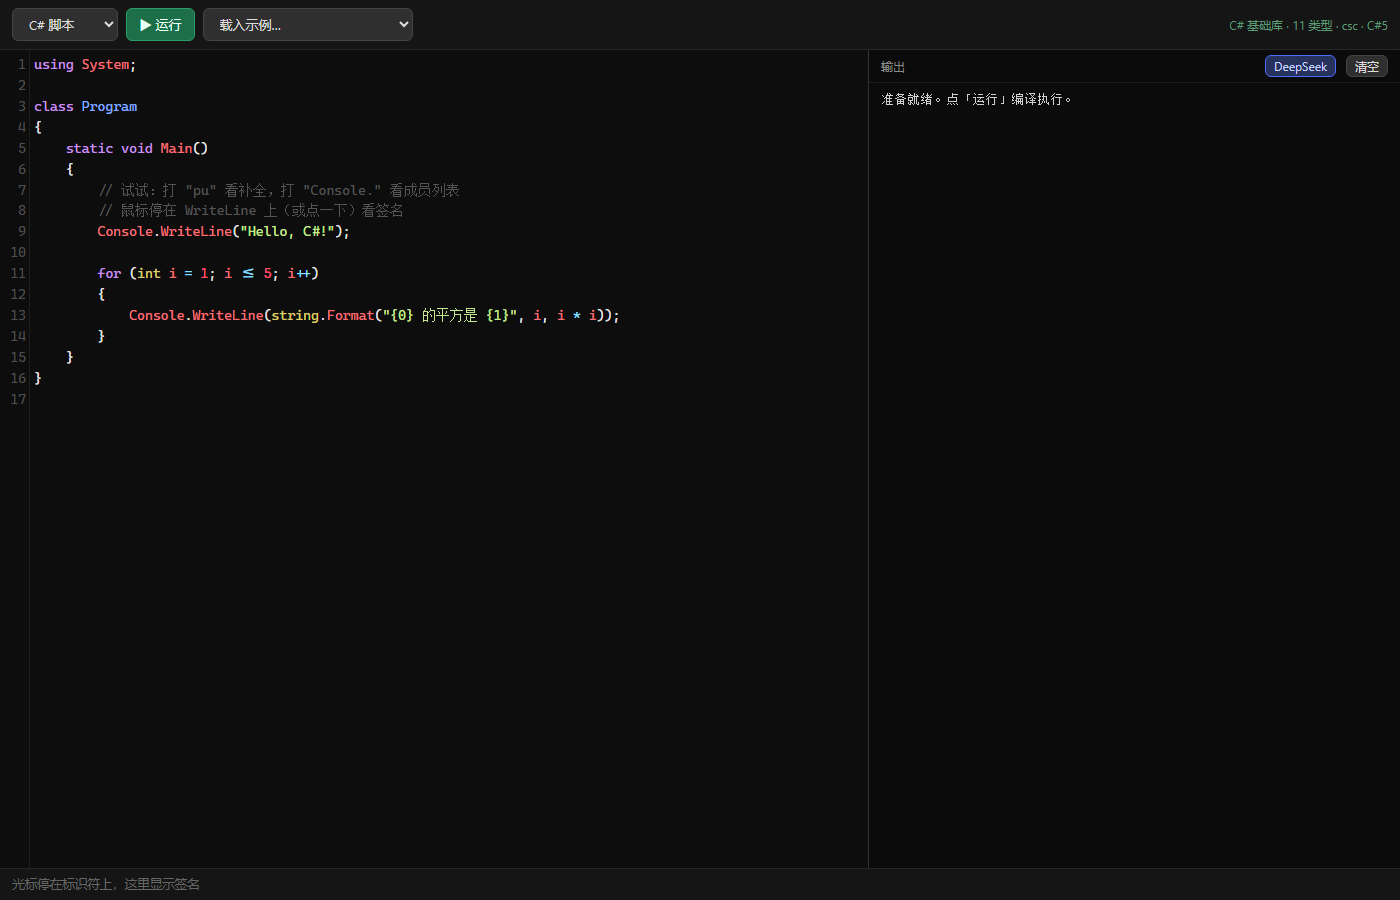 C# 脚本 ▶ 运行 载入示例... C# 基础库 · 11 类型 · csc · C#5
输出 DeepSeek 清空
准备就绪。点「运行」编译执行。
1 using System;
2
3 class Program
4 {
5     static void Main()
6     {
7         // 试试：打 "pu" 看补全，打 "Console." 看成员列表
8         // 鼠标停在 WriteLine 上（或点一下）看签名
9         Console.WriteLine("Hello, C#!");
10
11         for (int i = 1; i <= 5; i++)
12         {
13             Console.WriteLine(string.Format("{0} 的平方是 {1}", i, i * i));
14         }
15     }
16 }
17
光标停在标识符上，这里显示签名